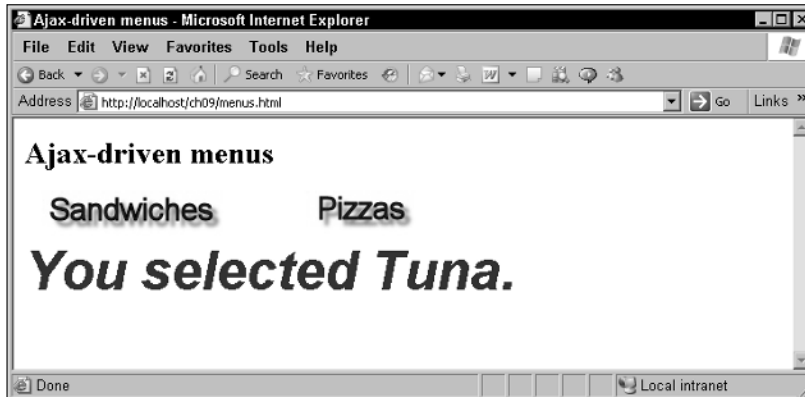 Ajax-driven menus - Microsoft Internet Explorer
File Edit View Favorites Tools Help
Back Search Favorites
Address http://localhost/ch09/menus.html Go Links »
Ajax-driven menus
Sandwiches Pizzas
You selected Tuna.
Done Local intranet